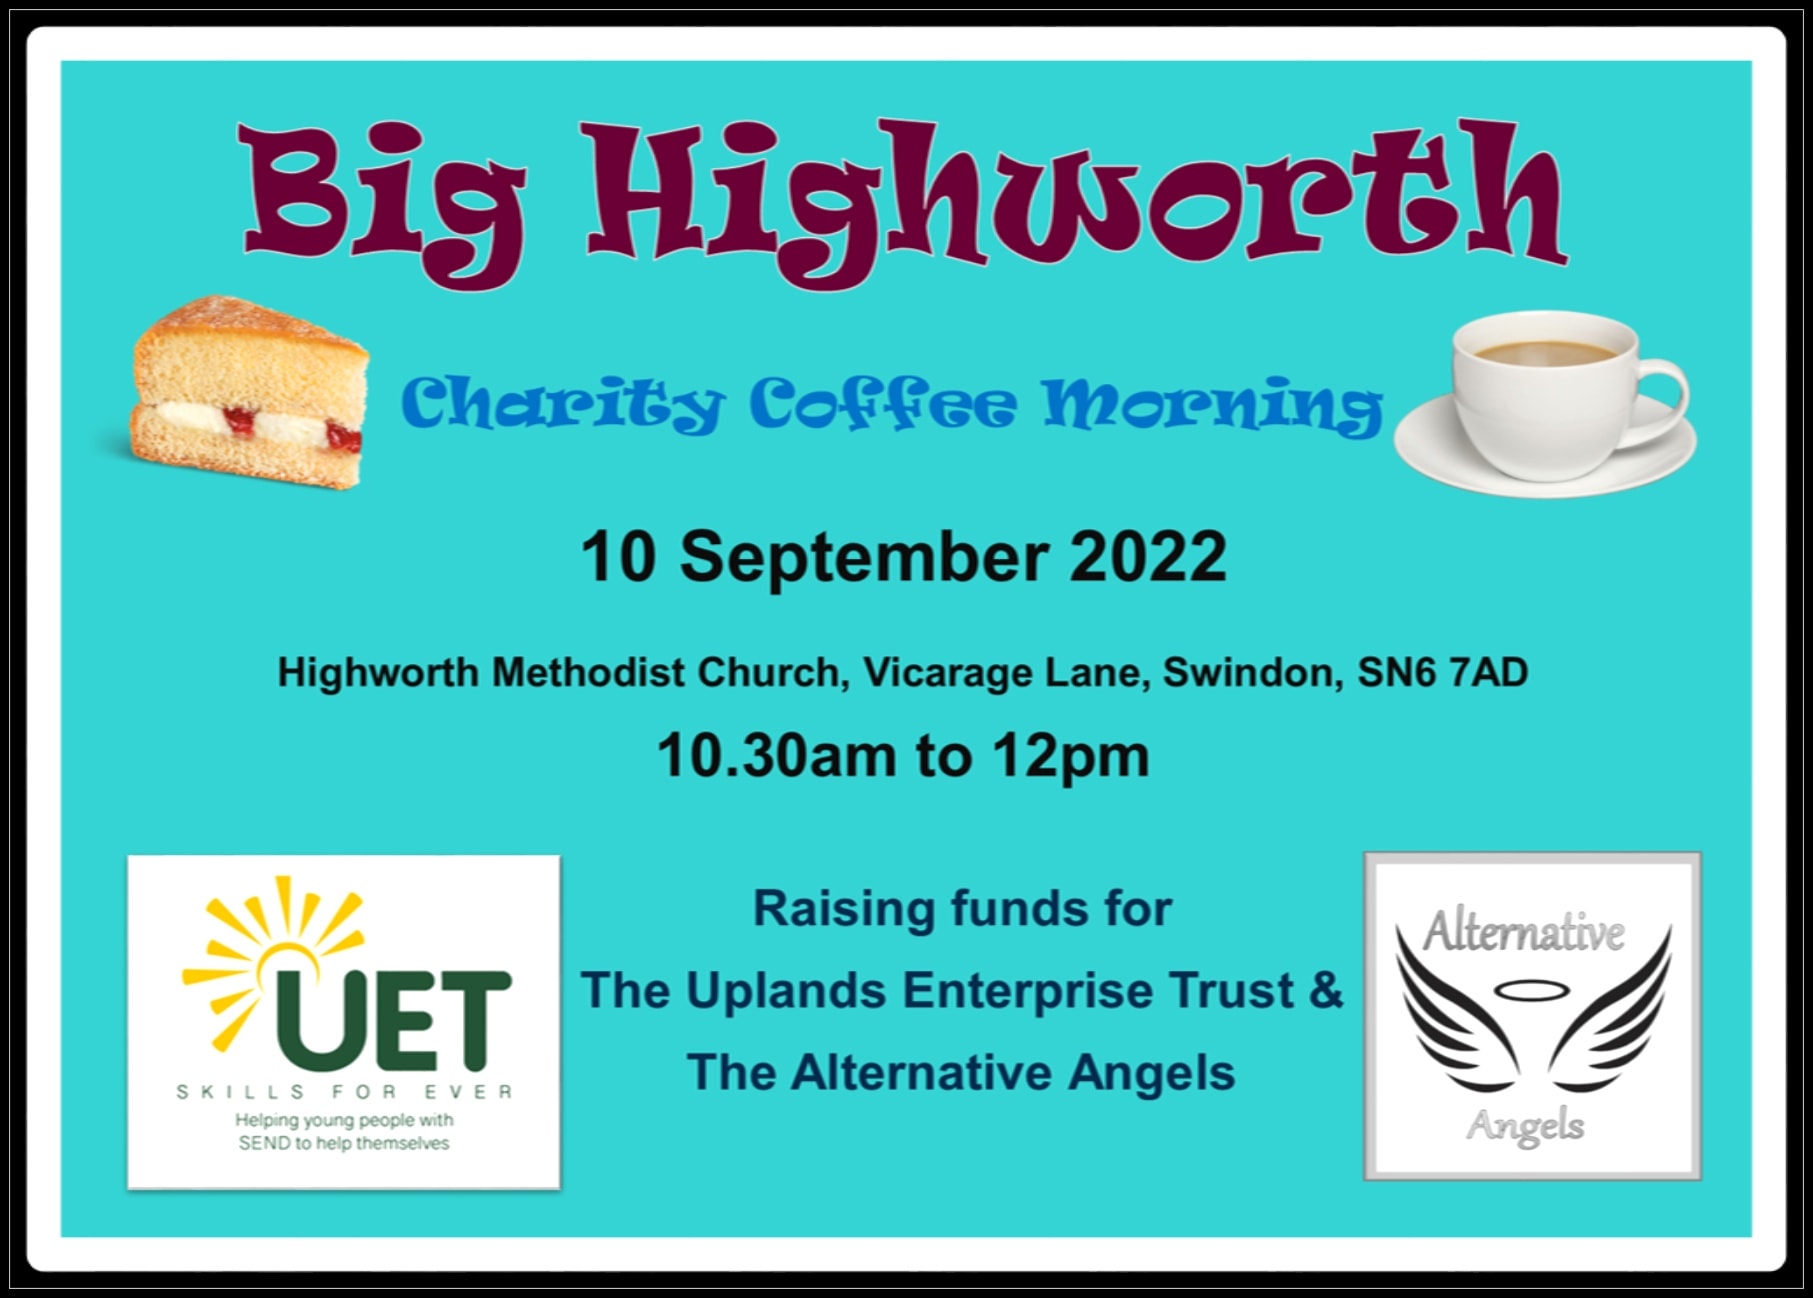 Big Highworth
Charity Coffee Morning
10 September 2022
Highworth Methodist Church, Vicarage Lane, Swindon, SN6 7AD
10.30am to 12pm
Raising funds for
The Uplands Enterprise Trust &
The Alternative Angels
UET
SKILLS FOR EVER
Helping young people with
SEND to help themselves
Alternative
Angels